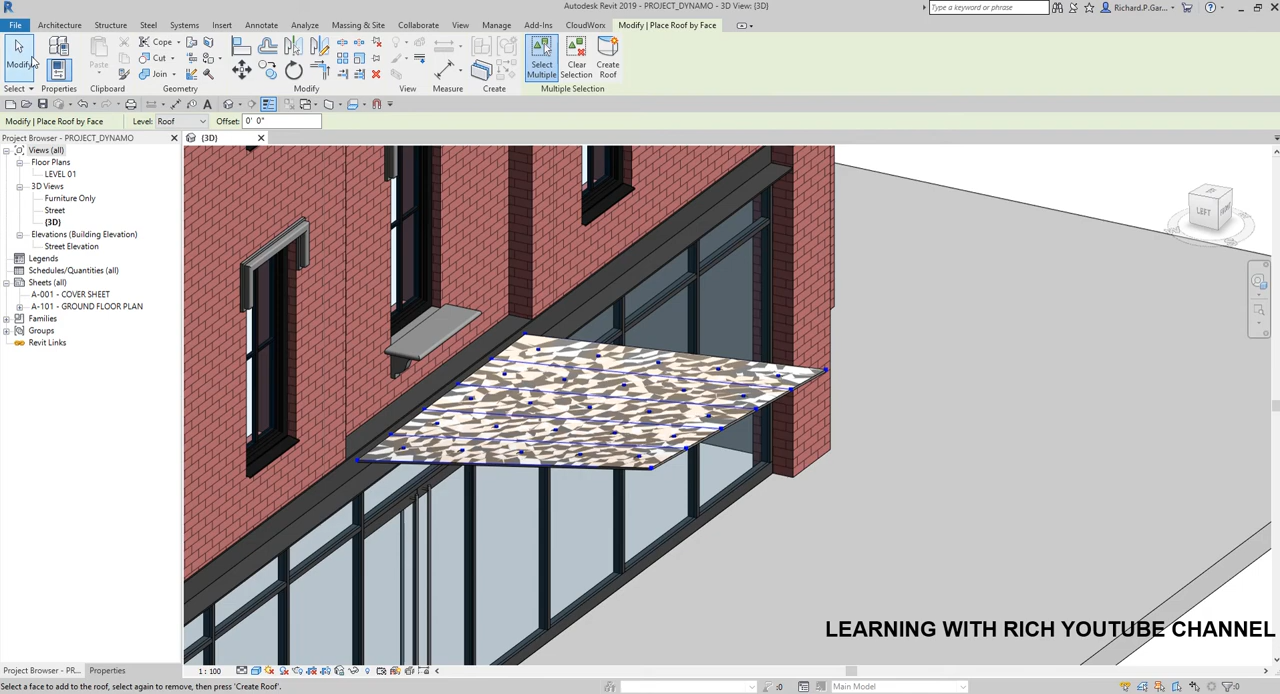 Autodesk Revit 2019 - 3D View: {3D}
Type a keyword or phrase
Richard.P.Gar...
File Architecture Structure Steel Systems Insert Annotate Analyze Massing & Site Collaborate View Manage Add-Ins CloudWorx Modify | Place Roof by Face
Modify
Paste
Cope
Cut
Join
Select Multiple
Clear Selection
Create Roof
Select Properties Clipboard Geometry Modify View Measure Create Multiple Selection
Modify | Place Roof by Face Level: Roof Offset: 0' 0"
Project Browser - PROJECT_DYNAMO
{3D}
Views (all)
Floor Plans
LEVEL 01
3D Views
Furniture Only
Street
{3D}
Elevations (Building Elevation)
Street Elevation
Legends
Schedules/Quantities (all)
Sheets (all)
A-001 - COVER SHEET
A-101 - GROUND FLOOR PLAN
Families
Groups
Revit Links
LEFT
LEARNING WITH RICH YOUTUBE CHANNEL
Project Browser - PR... Properties
1 : 100
Select a face to add to the roof, select again to remove, then press 'Create Roof'.
:0
Main Model
:0